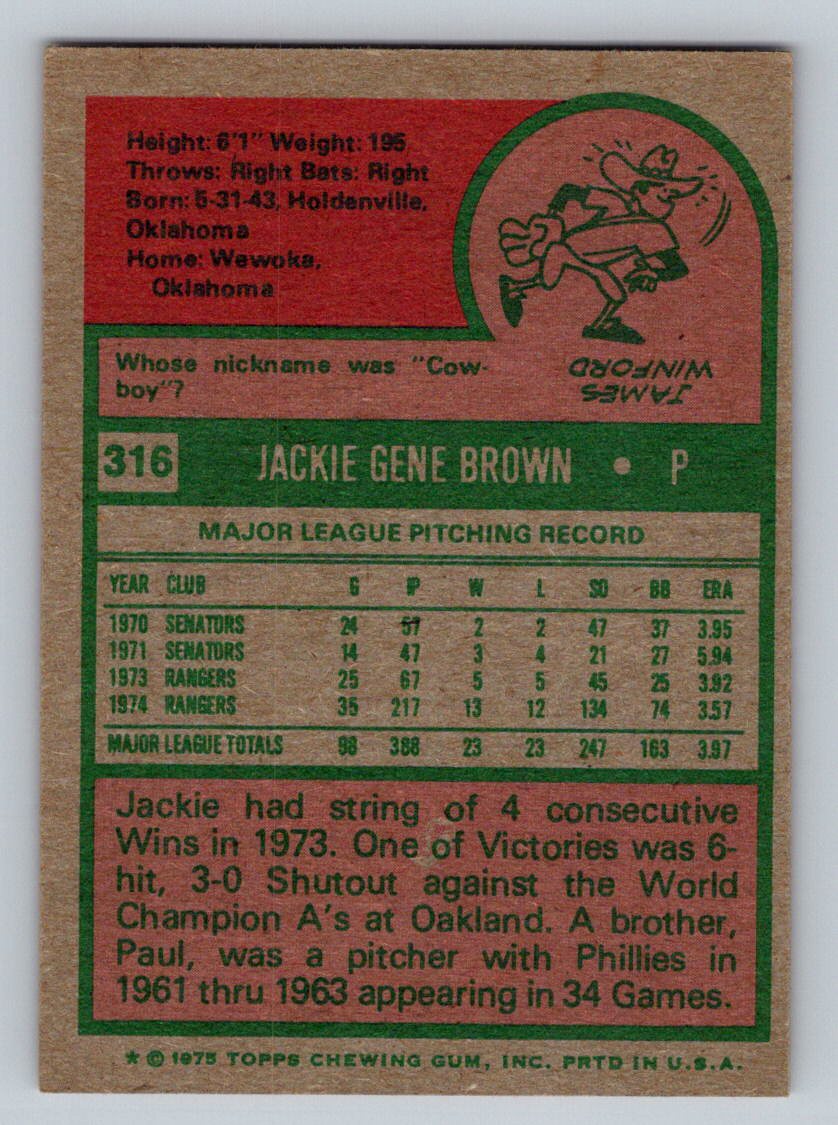 Height: 6'1" Weight: 195
Throws: Right Bats: Right
Born: 5-31-43, Holdenville,
Oklahoma
Home: Wewoka,
Oklahoma
Whose nickname was "Cow-
boy"?
JAMES
WINFORD
316 JACKIE GENE BROWN • P
MAJOR LEAGUE PITCHING RECORD
YEAR CLUB G IP W L SO BB ERA
1970 SENATORS 24 57 2 2 47 37 3.95
1971 SENATORS 14 47 3 4 21 27 5.94
1973 RANGERS 25 67 5 5 45 25 3.92
1974 RANGERS 35 217 13 12 134 74 3.57
MAJOR LEAGUE TOTALS 98 388 23 23 247 163 3.97
Jackie had string of 4 consecutive
Wins in 1973. One of Victories was 6-
hit, 3-0 Shutout against the World
Champion A's at Oakland. A brother,
Paul, was a pitcher with Phillies in
1961 thru 1963 appearing in 34 Games.
* © 1975 TOPPS CHEWING GUM, INC. PRTD IN U.S.A.